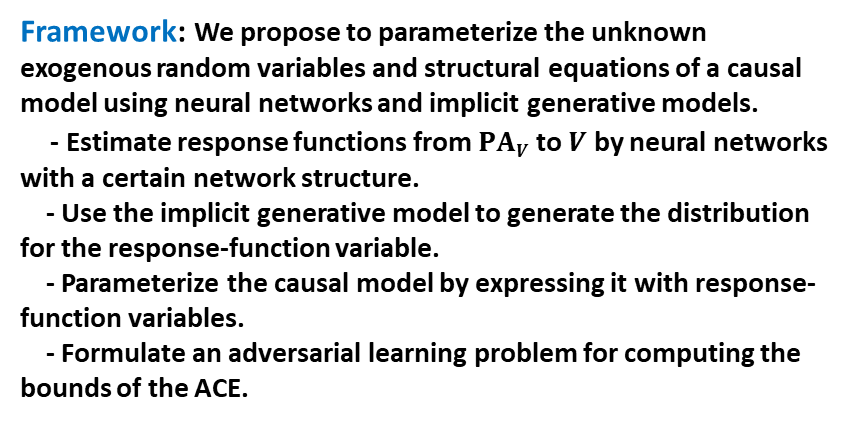 Framework: We propose to parameterize the unknown
exogenous random variables and structural equations of a causal
model using neural networks and implicit generative models.
- Estimate response functions from PA_V to V by neural networks
with a certain network structure.
- Use the implicit generative model to generate the distribution
for the response-function variable.
- Parameterize the causal model by expressing it with response-
function variables.
- Formulate an adversarial learning problem for computing the
bounds of the ACE.